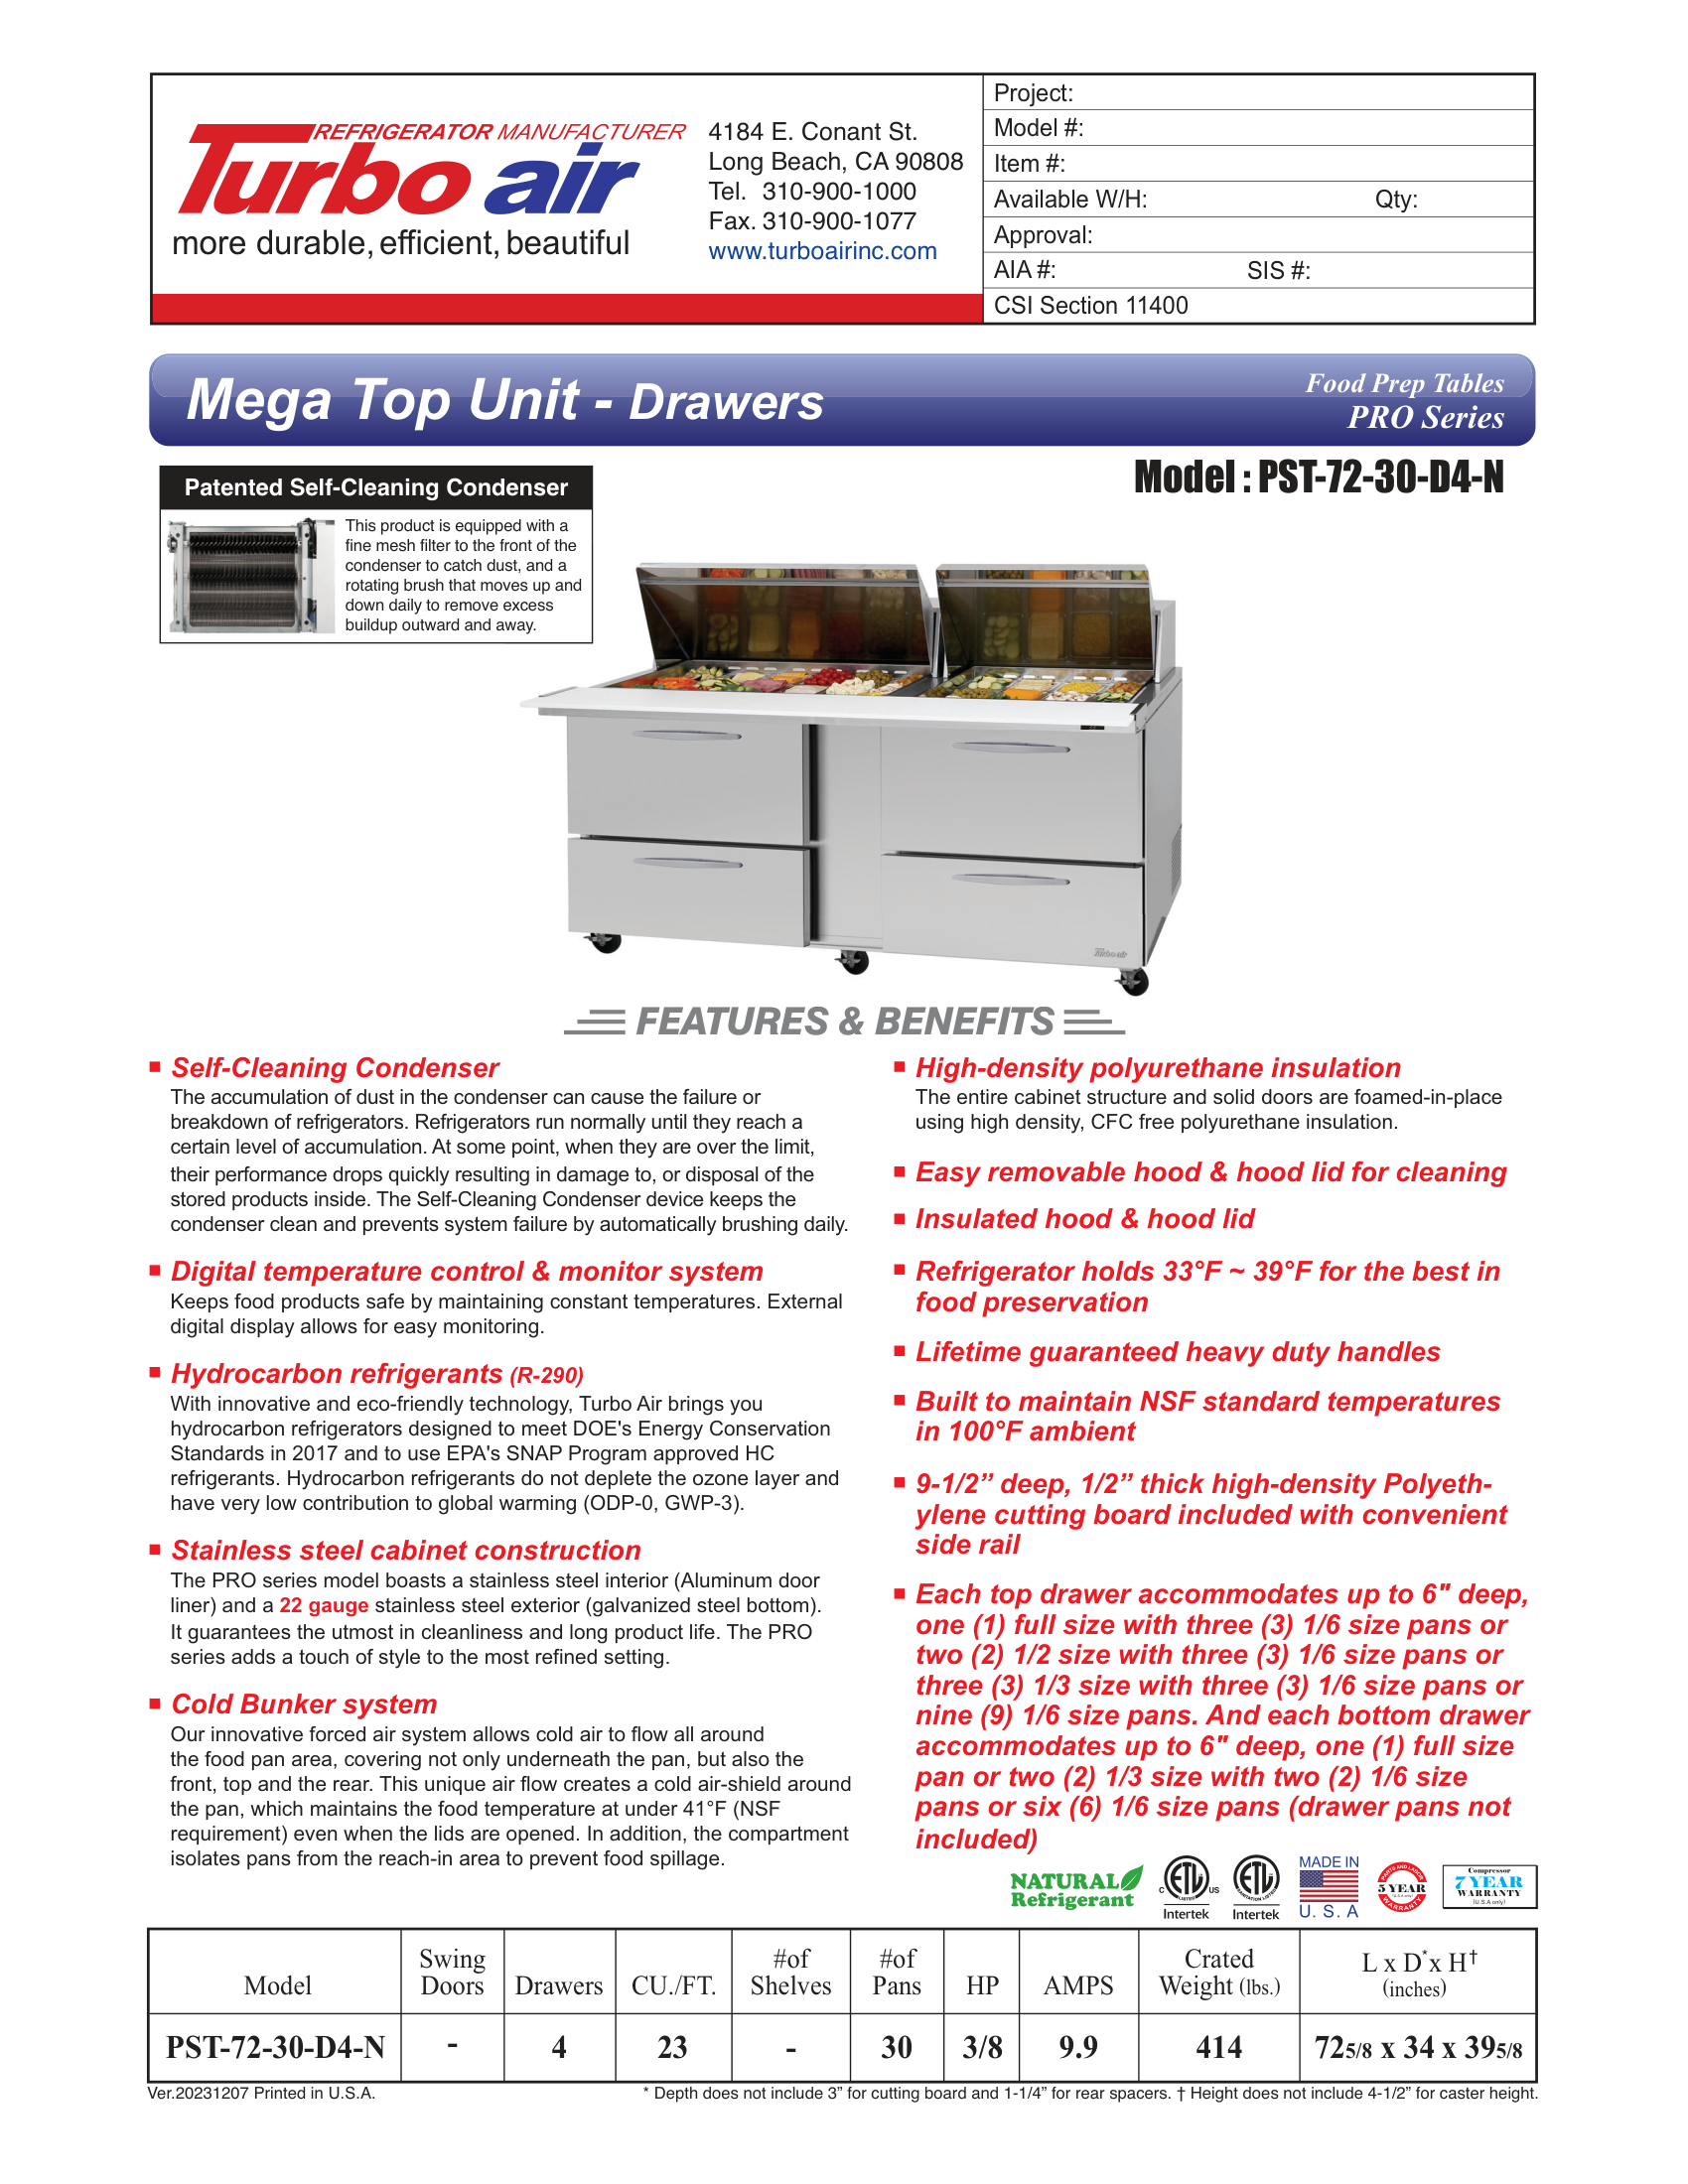 REFRIGERATOR MANUFACTURER
Turbo air
more durable, efficient, beautiful
4184 E. Conant St.
Long Beach, CA 90808
Tel. 310-900-1000
Fax. 310-900-1077
www.turboairinc.com
Project:
Model #:
Item #:
Available W/H: Qty:
Approval:
AIA #: SIS #:
CSI Section 11400
Mega Top Unit - Drawers
Food Prep Tables
PRO Series
Model : PST-72-30-D4-N
Patented Self-Cleaning Condenser
This product is equipped with a
fine mesh filter to the front of the
condenser to catch dust, and a
rotating brush that moves up and
down daily to remove excess
buildup outward and away.
Turbo air
FEATURES & BENEFITS
Self-Cleaning Condenser
The accumulation of dust in the condenser can cause the failure or
breakdown of refrigerators. Refrigerators run normally until they reach a
certain level of accumulation. At some point, when they are over the limit,
their performance drops quickly resulting in damage to, or disposal of the
stored products inside. The Self-Cleaning Condenser device keeps the
condenser clean and prevents system failure by automatically brushing daily.
Digital temperature control & monitor system
Keeps food products safe by maintaining constant temperatures. External
digital display allows for easy monitoring.
Hydrocarbon refrigerants (R-290)
With innovative and eco-friendly technology, Turbo Air brings you
hydrocarbon refrigerators designed to meet DOE's Energy Conservation
Standards in 2017 and to use EPA's SNAP Program approved HC
refrigerants. Hydrocarbon refrigerants do not deplete the ozone layer and
have very low contribution to global warming (ODP-0, GWP-3).
Stainless steel cabinet construction
The PRO series model boasts a stainless steel interior (Aluminum door
liner) and a 22 gauge stainless steel exterior (galvanized steel bottom).
It guarantees the utmost in cleanliness and long product life. The PRO
series adds a touch of style to the most refined setting.
Cold Bunker system
Our innovative forced air system allows cold air to flow all around
the food pan area, covering not only underneath the pan, but also the
front, top and the rear. This unique air flow creates a cold air-shield around
the pan, which maintains the food temperature at under 41°F (NSF
requirement) even when the lids are opened. In addition, the compartment
isolates pans from the reach-in area to prevent food spillage.
High-density polyurethane insulation
The entire cabinet structure and solid doors are foamed-in-place
using high density, CFC free polyurethane insulation.
Easy removable hood & hood lid for cleaning
Insulated hood & hood lid
Refrigerator holds 33°F ~ 39°F for the best in
food preservation
Lifetime guaranteed heavy duty handles
Built to maintain NSF standard temperatures
in 100°F ambient
9-1/2” deep, 1/2” thick high-density Polyeth-
ylene cutting board included with convenient
side rail
Each top drawer accommodates up to 6" deep,
one (1) full size with three (3) 1/6 size pans or
two (2) 1/2 size with three (3) 1/6 size pans or
three (3) 1/3 size with three (3) 1/6 size pans or
nine (9) 1/6 size pans. And each bottom drawer
accommodates up to 6" deep, one (1) full size
pan or two (2) 1/3 size with two (2) 1/6 size
pans or six (6) 1/6 size pans (drawer pans not
included)
NATURAL
Refrigerant
C ETL US
LISTED
Intertek
ETL
SANITATION LISTED
Intertek
MADE IN
U. S. A
PARTS AND LABOR
5 YEAR
(U.S.A only)
WARRANTY
Compressor
7 YEAR
WARRANTY
(U.S.A only)
Model Swing Doors Drawers CU./FT. #of Shelves #of Pans HP AMPS Crated Weight (lbs.) L x D* x H† (inches)
PST-72-30-D4-N - 4 23 - 30 3/8 9.9 414 725/8 x 34 x 395/8
Ver.20231207 Printed in U.S.A.
* Depth does not include 3” for cutting board and 1-1/4” for rear spacers. † Height does not include 4-1/2” for caster height.